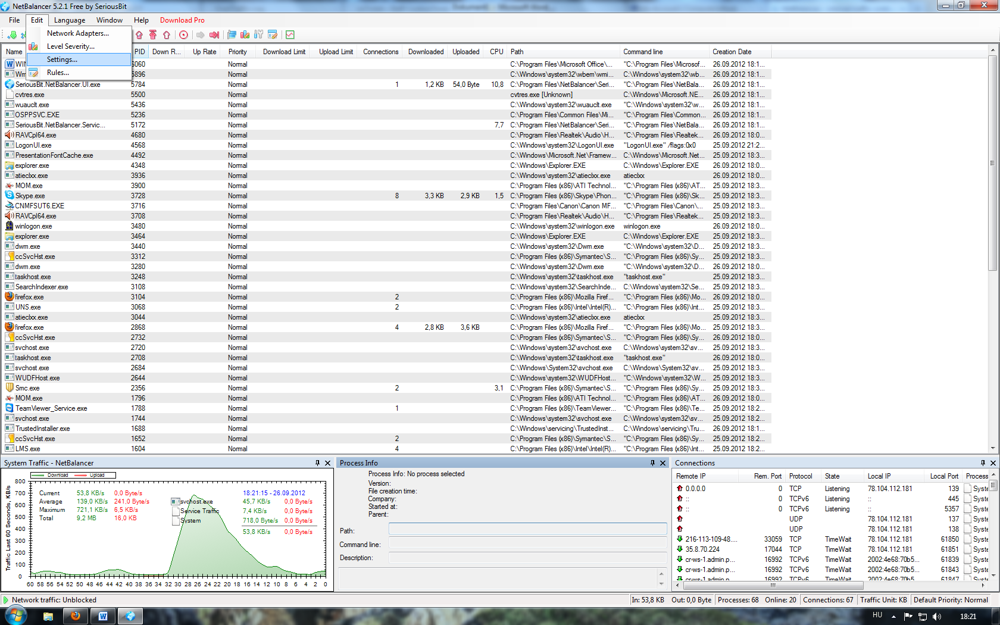 NetBalancer 5.2.1 Free by SeriousBit
File Edit Language Window Help Download Pro
Network Adapters...
Level Severity...
Settings...
Rules...
Name PID Down R... Up Rate Priority Download Limit Upload Limit Connections Downloaded Uploaded CPU Path Command line Creation Date
WIN 6060 Normal C:\Program Files\Microsoft Office\... "C:\Program Files\Microsof... 26.09.2012 18:1...
Wm 5896 Normal C:\Windows\system32\wbem\wmi... C:\Windows\system32\wb... 26.09.2012 18:1...
SeriousBit.NetBalancer.UI.exe 5784 Normal 1 1,2 KB 54,0 Byte 10,8 C:\Program Files\NetBalancer\Seri... "C:\Program Files\NetBala... 26.09.2012 18:1...
cvtres.exe 5500 Normal cvtres.exe [Unknown] C:\Windows\Microsoft.NE... 26.09.2012 18:1...
wuauclt.exe 5436 Normal C:\Windows\system32\wuauclt.exe "C:\Windows\system32\w... 26.09.2012 18:1...
OSPPSVC.EXE 5236 Normal C:\Program Files\Common Files\Mi... "C:\Program Files\Common... 26.09.2012 18:1...
SeriousBit.NetBalancer.Servic... 5172 Normal 7,7 C:\Program Files\NetBalancer\Seri... "C:\Program Files\NetBala... 26.09.2012 18:1...
RAVCpl64.exe 4680 Normal C:\Program Files\Realtek\Audio\H... "C:\Program Files\Realtek... 26.09.2012 18:0...
LogonUI.exe 4568 Normal C:\Windows\system32\LogonUI.exe "LogonUI.exe" /flags:0x0 25.09.2012 21:2...
PresentationFontCache.exe 4492 Normal C:\Windows\Microsoft.Net\Framew... C:\Windows\Microsoft.Net... 25.09.2012 18:3...
explorer.exe 4348 Normal C:\Windows\Explorer.EXE C:\Windows\Explorer.EXE 26.09.2012 18:0...
atieclxx.exe 3936 Normal C:\Windows\system32\atieclxx.exe atieclxx 26.09.2012 18:0...
MOM.exe 3900 Normal C:\Program Files (x86)\ATI Technol... "C:\Program Files (x86)\AT... 25.09.2012 18:3...
Skype.exe 3728 Normal 8 3,3 KB 2,9 KB 1,5 C:\Program Files (x86)\Skype\Phon... "C:\Program Files (x86)\Sk... 25.09.2012 18:3...
CNMFSUT6.EXE 3716 Normal C:\Program Files\Canon\Canon MF... "C:\Program Files\Canon\... 25.09.2012 18:3...
RAVCpl64.exe 3708 Normal C:\Program Files\Realtek\Audio\H... "C:\Program Files\Realtek... 25.09.2012 18:3...
winlogon.exe 3480 Normal C:\Windows\system32\winlogon.exe winlogon.exe 26.09.2012 18:0...
explorer.exe 3464 Normal C:\Windows\Explorer.EXE C:\Windows\Explorer.EXE 25.09.2012 18:3...
dwm.exe 3440 Normal C:\Windows\system32\Dwm.exe "C:\Windows\system32\D... 25.09.2012 18:3...
ccSvcHst.exe 3312 Normal C:\Program Files (x86)\Symantec\S... "C:\Program Files (x86)\Sy... 25.09.2012 18:3...
dwm.exe 3280 Normal C:\Windows\system32\Dwm.exe "C:\Windows\system32\D... 26.09.2012 18:0...
taskhost.exe 3248 Normal C:\Windows\system32\taskhost.exe "taskhost.exe" 25.09.2012 18:3...
SearchIndexer.exe 3108 Normal C:\Windows\system32\SearchInde... C:\Windows\system32\Se... 25.09.2012 18:3...
firefox.exe 3104 Normal 2 C:\Program Files (x86)\Mozilla Firef... "C:\Program Files (x86)\Mo... 26.09.2012 18:0...
UNS.exe 3068 Normal 2 C:\Program Files (x86)\Intel\Intel(R)... "C:\Program Files (x86)\Int... 25.09.2012 18:3...
atieclxx.exe 3044 Normal C:\Windows\system32\atieclxx.exe atieclxx 25.09.2012 18:3...
firefox.exe 2868 Normal 4 2,8 KB 3,6 KB C:\Program Files (x86)\Mozilla Firef... "C:\Program Files (x86)\Mo... 25.09.2012 18:3...
ccSvcHst.exe 2732 Normal C:\Program Files (x86)\Symantec\S... "C:\Program Files (x86)\Sy... 26.09.2012 18:0...
svchost.exe 2720 Normal C:\Windows\system32\svchost.exe C:\Windows\system32\sv... 25.09.2012 18:3...
taskhost.exe 2708 Normal C:\Windows\system32\taskhost.exe "taskhost.exe" 26.09.2012 18:0...
svchost.exe 2684 Normal C:\Windows\System32\svchost.exe C:\Windows\System32\sv... 25.09.2012 18:3...
WUDFHost.exe 2644 Normal C:\Windows\system32\WUDFHost... "C:\Windows\system32\W... 25.09.2012 18:3...
Smc.exe 2356 Normal 2 3,1 C:\Program Files (x86)\Symantec\S... "C:\Program Files (x86)\Sy... 25.09.2012 18:3...
MOM.exe 1796 Normal C:\Program Files (x86)\ATI Technol... "C:\Program Files (x86)\AT... 26.09.2012 18:0...
TeamViewer_Service.exe 1788 Normal 1 C:\Program Files (x86)\TeamViewer... "C:\Program Files (x86)\Te... 25.09.2012 18:2...
svchost.exe 1744 Normal C:\Windows\system32\svchost.exe C:\Windows\system32\sv... 25.09.2012 18:2...
TrustedInstaller.exe 1688 Normal C:\Windows\servicing\TrustedInst... C:\Windows\servicing\Tru... 26.09.2012 18:1...
ccSvcHst.exe 1652 Normal 2 C:\Program Files (x86)\Symantec\S... "C:\Program Files (x86)\Sy... 25.09.2012 18:2...
LMS.exe 1604 Normal 4 C:\Program Files (x86)\Intel\Intel(R)... "C:\Program Files (x86)\Int... 25.09.2012 18:2...
System Traffic - NetBalancer
Download Upload
Traffic Last 60 Seconds, KB/s
800
700
600
500
400
300
200
100
0
Current 53,8 KB/s 0,0 Byte/s
Average 139,0 KB/s 241,0 Byte/s
Maximum 721,1 KB/s 6,5 KB/s
Total 9,2 MB 16,0 KB
18:21:15 - 26.09.2012
svchost.exe 45,7 KB/s 0,0 Byte/s
Service Traffic 7,4 KB/s 0,0 Byte/s
System 718,0 Byte/s 0,0 Byte/s
53,8 KB/s 0,0 Byte/s
60 58 56 54 52 50 48 46 44 42 40 38 36 34 32 30 28 26 24 22 20 18 16 14 12 10 8 6 4 2 0
Process Info
Process Info: No process selected
Version:
File creation time:
Company:
Started at:
Parent:
Path:
Command line:
Description:
Connections
Remote IP Rem. Port Protocol State Local IP Local Port Process
0.0.0.0 0 TCP Listening 78.104.112.181 139 Syste
:: 0 TCPv6 Listening :: 445 Syste
:: 0 TCPv6 Listening :: 5357 Syste
UDP 78.104.112.181 137 Syste
UDP 78.104.112.181 138 Syste
216-113-109-48.... 33059 TCP TimeWait 78.104.112.181 61850 Syste
35.8.70.224 17044 TCP TimeWait 78.104.112.181 61851 Syste
cr-ws-1.admin.p... 16992 TCPv6 TimeWait 2002:4e68:70b5... 61839 Syste
cr-ws-1.admin.p... 16992 TCPv6 TimeWait 2002:4e68:70b5... 61843 Syste
cr-ws-1.admin.p... 16992 TCPv6 TimeWait 2002:4e68:70b5... 61847 Syste
Network traffic: Unblocked In: 53,8 KB Out: 0,0 Byte Processes: 68 Online: 20 Connections: 67 Traffic Unit: KB Default Priority: Normal
HU 18:21